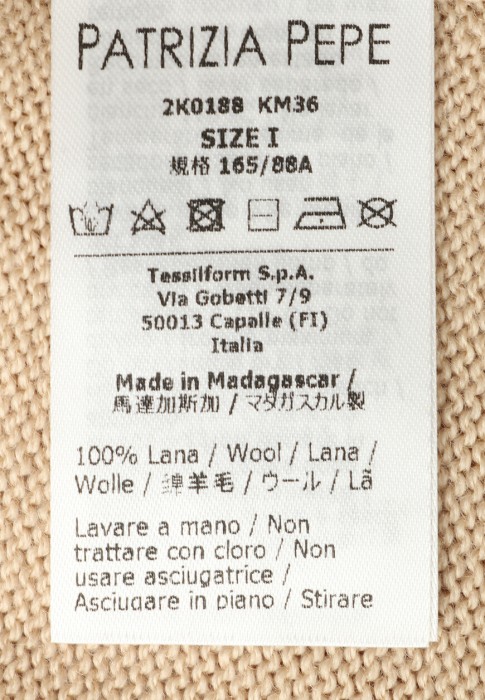 PATRIZIA PEPE
2K0188 KM36
SIZE I
規格 165/88A
Tessilform S.p.A.
Via Gobetti 7/9
50013 Capalle (FI)
Italia
Made in Madagascar /
馬達加斯加 / マダガスカル製
100% Lana / Wool / Lana /
Wolle / 綿羊毛 / ウール / Lã
Lavare a mano / Non
trattare con cloro / Non
usare asciugatrice /
Asciugare in piano / Stirare